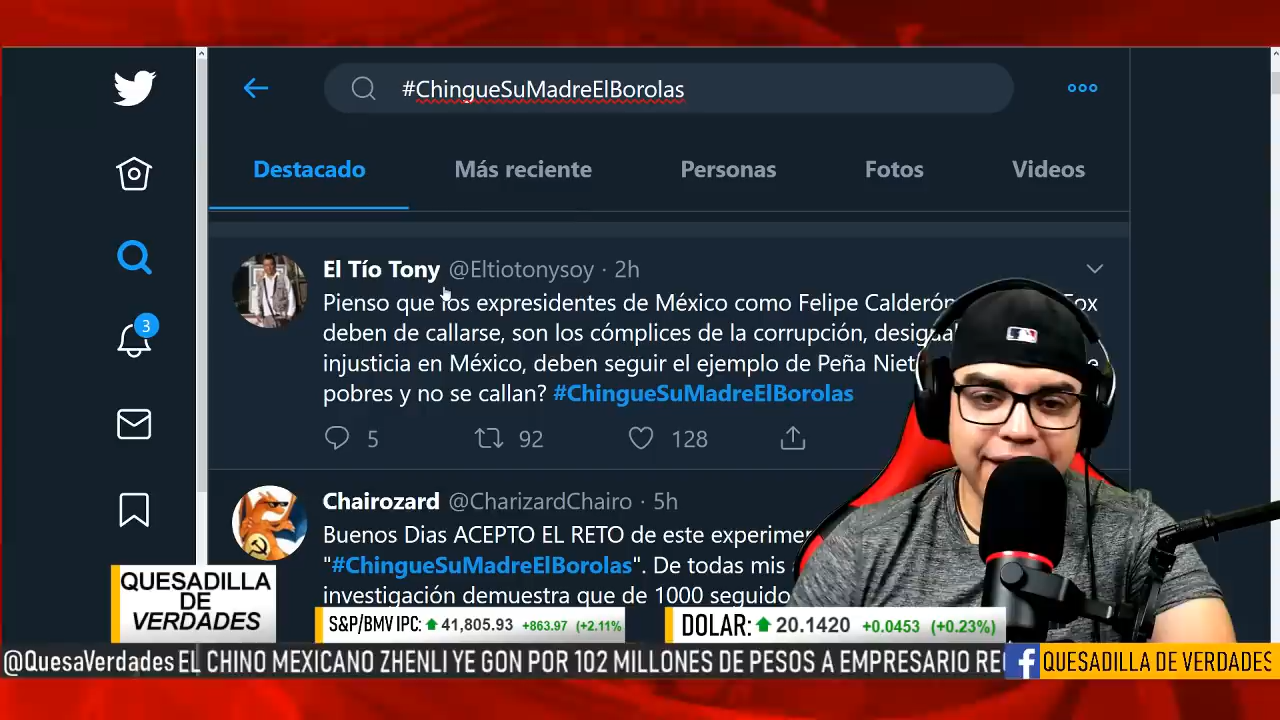 #ChingueSuMadreElBorolas
Destacado Más reciente Personas Fotos Videos
El Tío Tony @Eltiotonysoy · 2h
Pienso que los expresidentes de México como Felipe Calderón Fox
deben de callarse, son los cómplices de la corrupción,
injusticia en México, deben seguir el ejemplo de Peña
pobres y no se callan? #ChingueSuMadreElBorolas
5 92 128
3
Chairozard @CharizardChairo · 5h
Buenos Dias ACEPTO EL RETO de este
"#ChingueSuMadreElBorolas". De todas mis
investigación demuestra que de 1000
QUESADILLA
DE
VERDADES
S&P/BMV IPC: 41,805.93 +863.97 (+2.11%)
DOLAR: 20.1420 +0.0453 (+0.23%)
@QuesaVerdades EL CHINO MEXICANO ZHENLI YE GON POR 102 MILLONES DE PESOS A EMPRESARIO
f QUESADILLA DE VERDADES